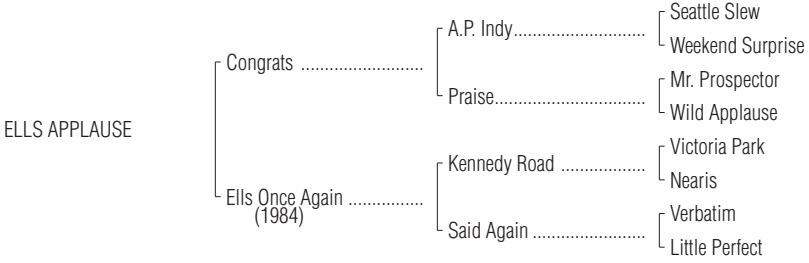 ELLS APPLAUSE
Congrats ........................
Ells Once Again ...............
(1984)
A.P. Indy..........................
Praise..............................
Kennedy Road .................
Said Again ......................
Seattle Slew
Weekend Surprise
Mr. Prospector
Wild Applause
Victoria Park
Nearis
Verbatim
Little Perfect